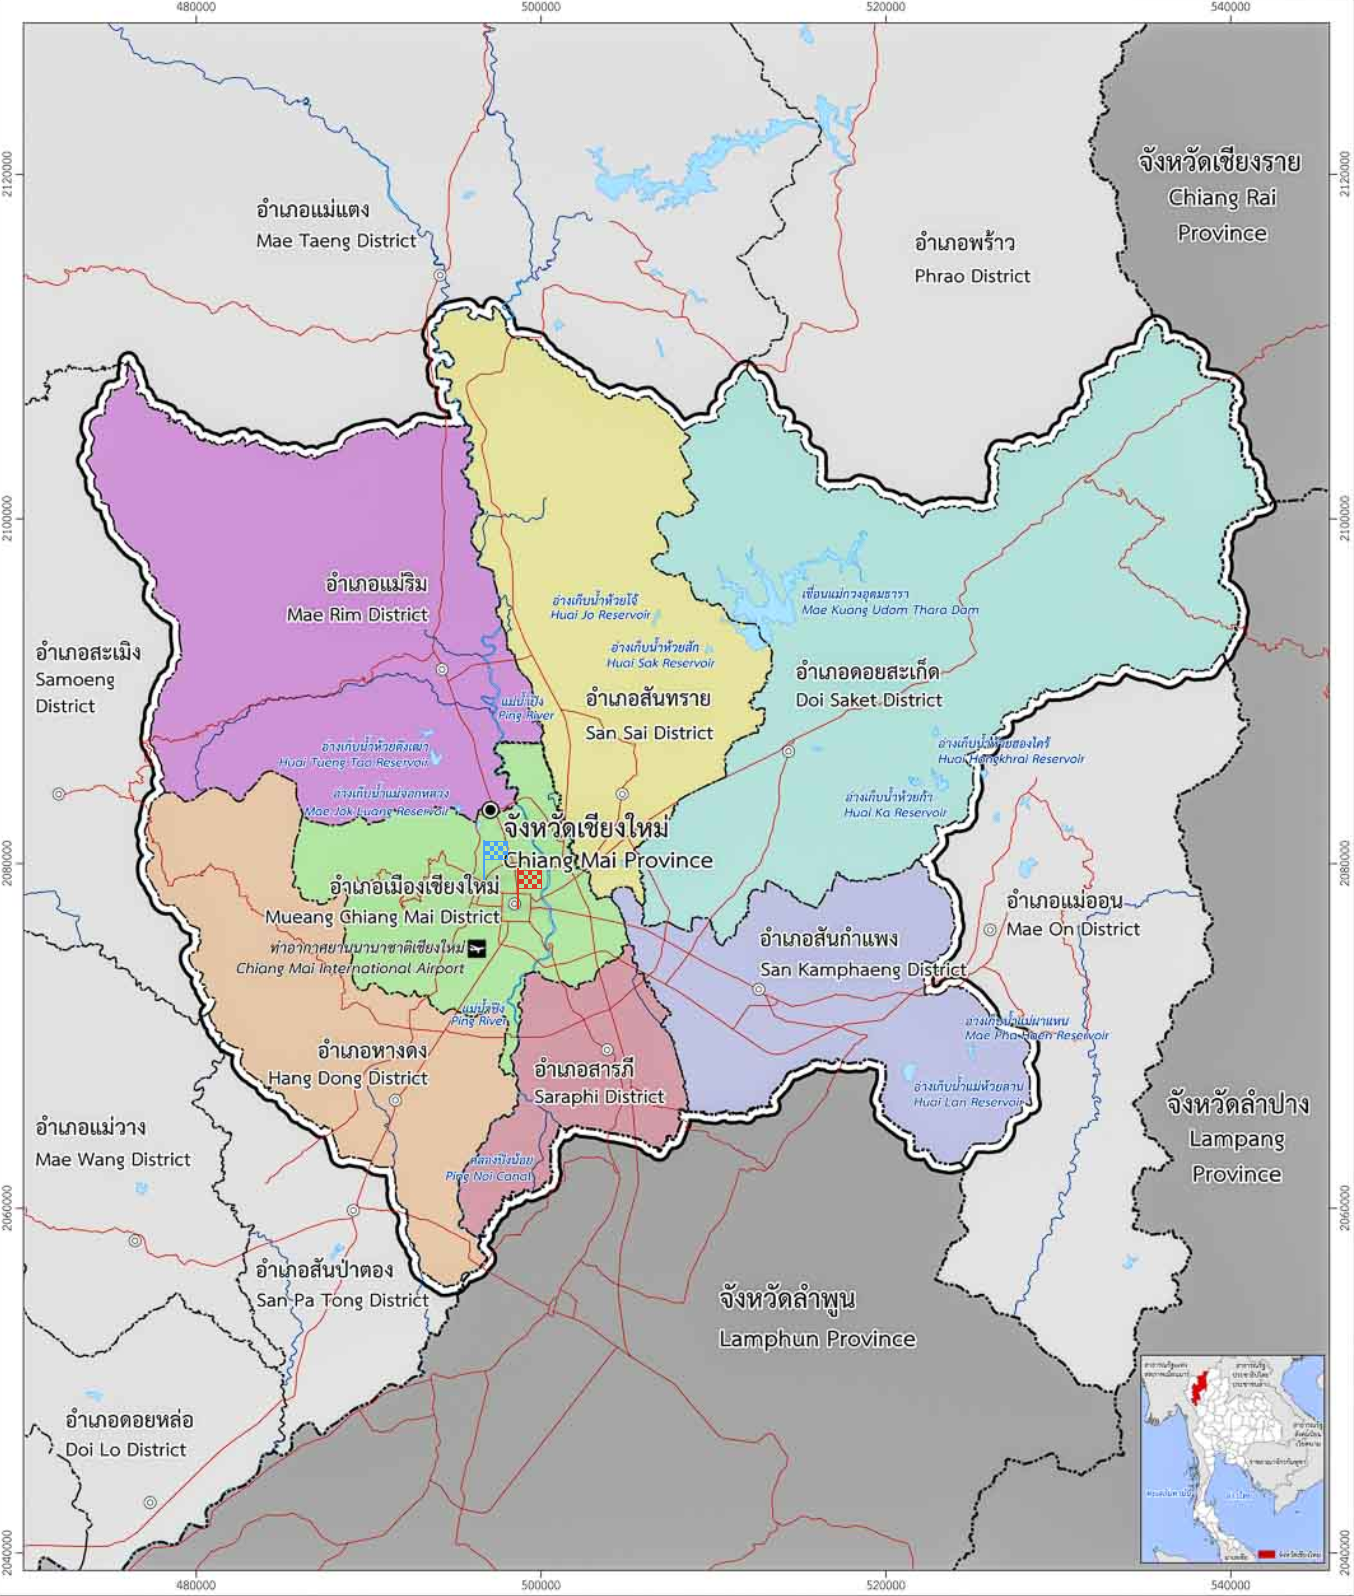 480000
500000
520000
540000
2120000
2120000
จังหวัดเชียงราย
Chiang Rai
Province
อำเภอแม่แตง
Mae Taeng District
อำเภอพร้าว
Phrao District
2100000
2100000
อำเภอแม่ริม
Mae Rim District
อ่างเก็บน้ำห้วยโจ้
Huai Jo Reservoir
เขื่อนแม่กวงอุดมธารา
Mae Kuang Udom Thara Dam
อำเภอสะเมิง
Samoeng
District
อ่างเก็บน้ำห้วยสัก
Huai Sak Reservoir
อำเภอสันทราย
San Sai District
อำเภอดอยสะเก็ด
Doi Saket District
แม่น้ำปิง
Ping River
อ่างเก็บน้ำห้วยตึงเฒ่า
Huai Tueng Tao Reservoir
อ่างเก็บน้ำห้วยฮ่องไคร้
Huai Hongkhrai Reservoir
อ่างเก็บน้ำแม่จอกหลวง
Mae Jok Luang Reservoir
อ่างเก็บน้ำห้วยก้า
Huai Ka Reservoir
จังหวัดเชียงใหม่
Chiang Mai Province
2080000
2080000
อำเภอเมืองเชียงใหม่
Mueang Chiang Mai District
อำเภอแม่ออน
Mae On District
ท่าอากาศยานนานาชาติเชียงใหม่
Chiang Mai International Airport
อำเภอสันกำแพง
San Kamphaeng District
แม่น้ำปิง
Ping River
อ่างเก็บน้ำแม่ผาแหน
Mae Pha Haen Reservoir
อำเภอหางดง
Hang Dong District
อำเภอสารภี
Saraphi District
อ่างเก็บน้ำแม่ห้วยลาน
Huai Lan Reservoir
จังหวัดลำปาง
Lampang
Province
อำเภอแม่วาง
Mae Wang District
คลองปิงน้อย
Ping Noi Canal
2060000
2060000
อำเภอสันป่าตอง
San Pa Tong District
จังหวัดลำพูน
Lamphun Province
อำเภอดอยหล่อ
Doi Lo District
จังหวัดเชียงใหม่
2040000
2040000
480000
500000
520000
540000